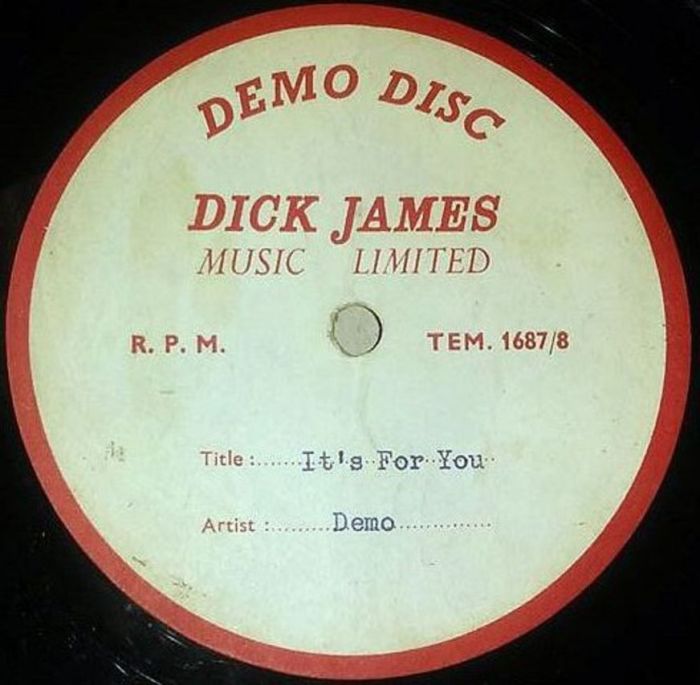 DEMO DISC
DICK JAMES
MUSIC LIMITED
R. P. M. TEM. 1687/8
Title :.......It's For You
Artist :.........Demo...............